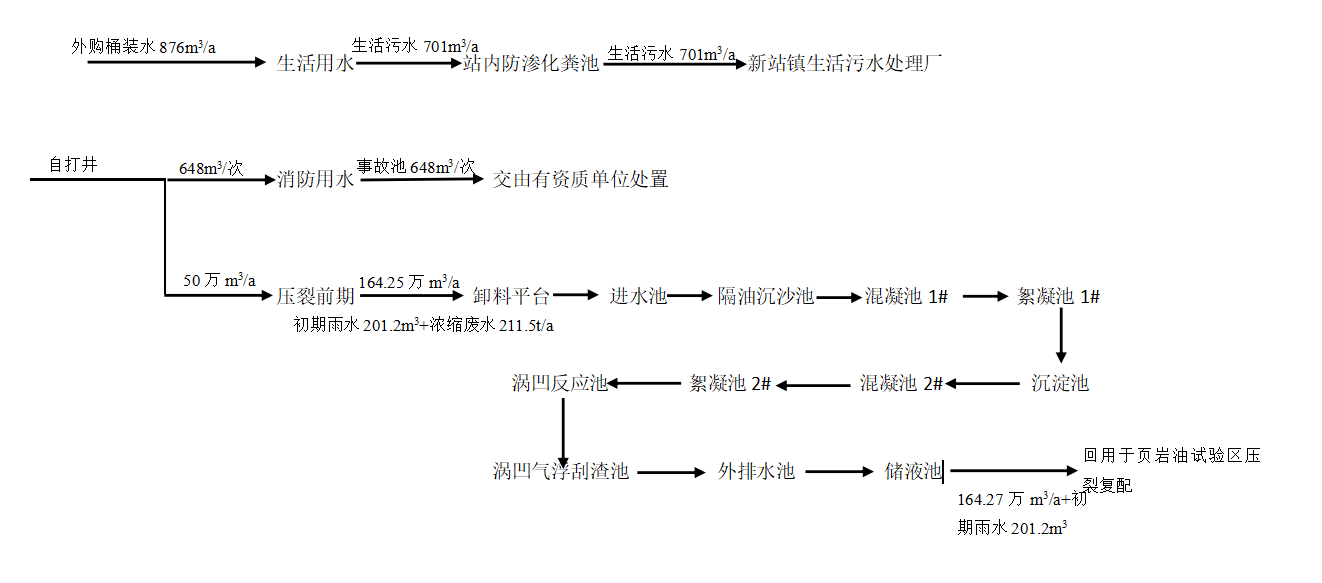 外购桶装水 876m³/a
生活用水
生活污水 701m³/a
站内防渗化粪池
生活污水 701m³/a
新站镇生活污水处理厂
自打井
648m³/次
消防用水
事故池 648m³/次
交由有资质单位处置
50万 m³/a
压裂前期
164.25 万 m³/a
卸料平台
进水池
隔油沉沙池
混凝池 1#
絮凝池 1#
初期雨水 201.2m³+浓缩废水 211.5t/a
涡凹反应池
絮凝池 2#
混凝池 2#
沉淀池
涡凹气浮刮渣池
外排水池
储液池
回用于页岩油试验区压
裂复配
164.27 万 m³/a+初
期雨水 201.2m³